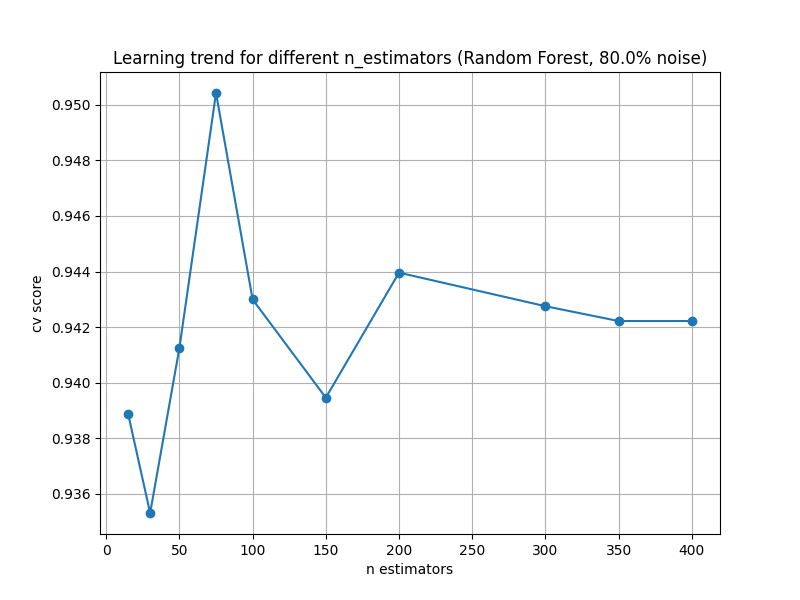 Learning trend for different n_estimators (Random Forest, 80.0% noise)
0.950
0.948
0.946
0.944
0.942
0.940
0.938
0.936
cv score
0 50 100 150 200 250 300 350 400
n estimators